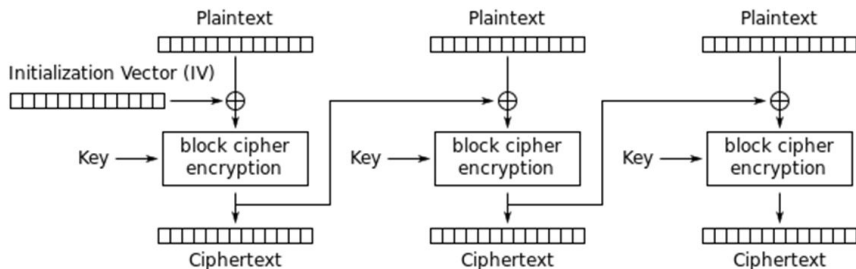 Plaintext
Plaintext
Plaintext
Initialization Vector (IV)
Key
block cipher
encryption
Key
block cipher
encryption
Key
block cipher
encryption
Ciphertext
Ciphertext
Ciphertext